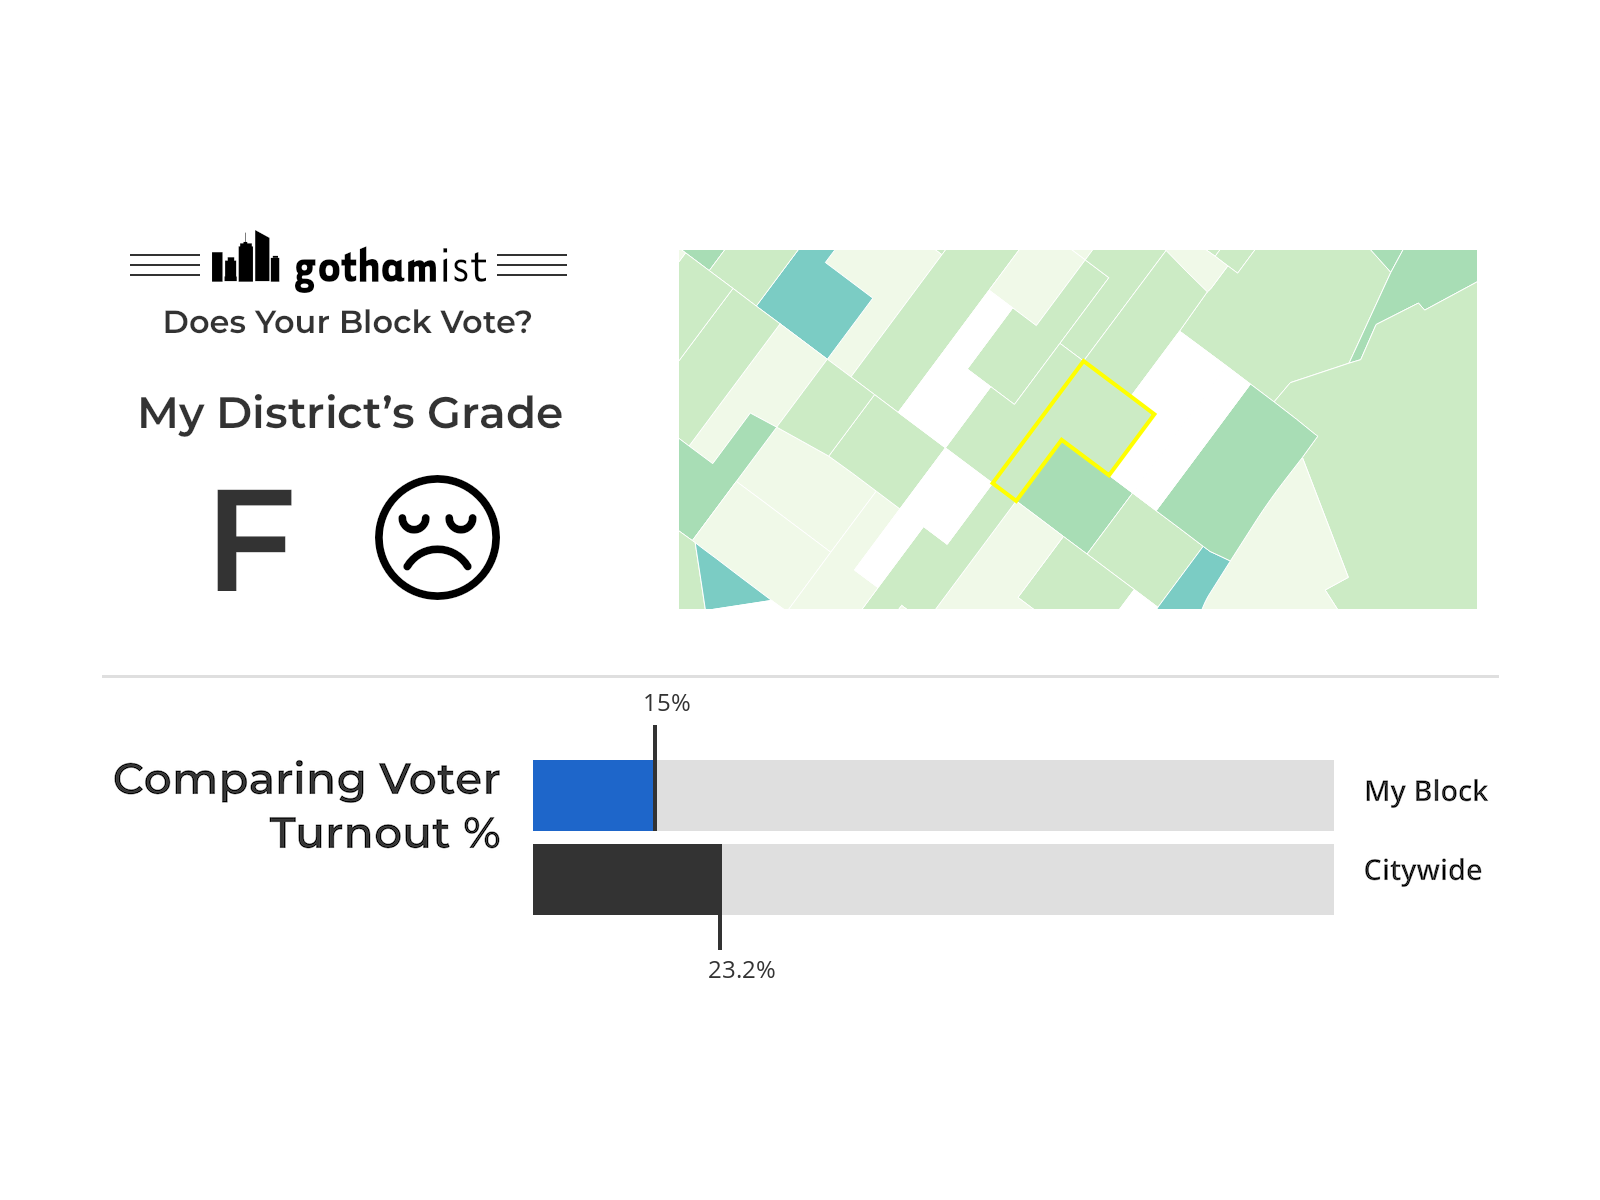 gothamist
Does Your Block Vote?
My District’s Grade
F
15%
Comparing Voter
Turnout %
My Block
Citywide
23.2%